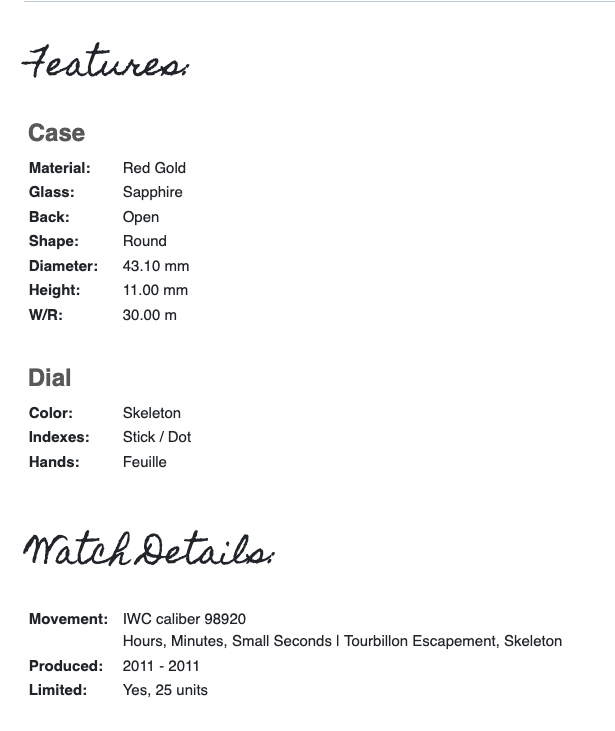 Features:
Case
Material: Red Gold
Glass: Sapphire
Back: Open
Shape: Round
Diameter: 43.10 mm
Height: 11.00 mm
W/R: 30.00 m
Dial
Color: Skeleton
Indexes: Stick / Dot
Hands: Feuille
Watch Details:
Movement: IWC caliber 98920
Hours, Minutes, Small Seconds | Tourbillon Escapement, Skeleton
Produced: 2011 - 2011
Limited: Yes, 25 units